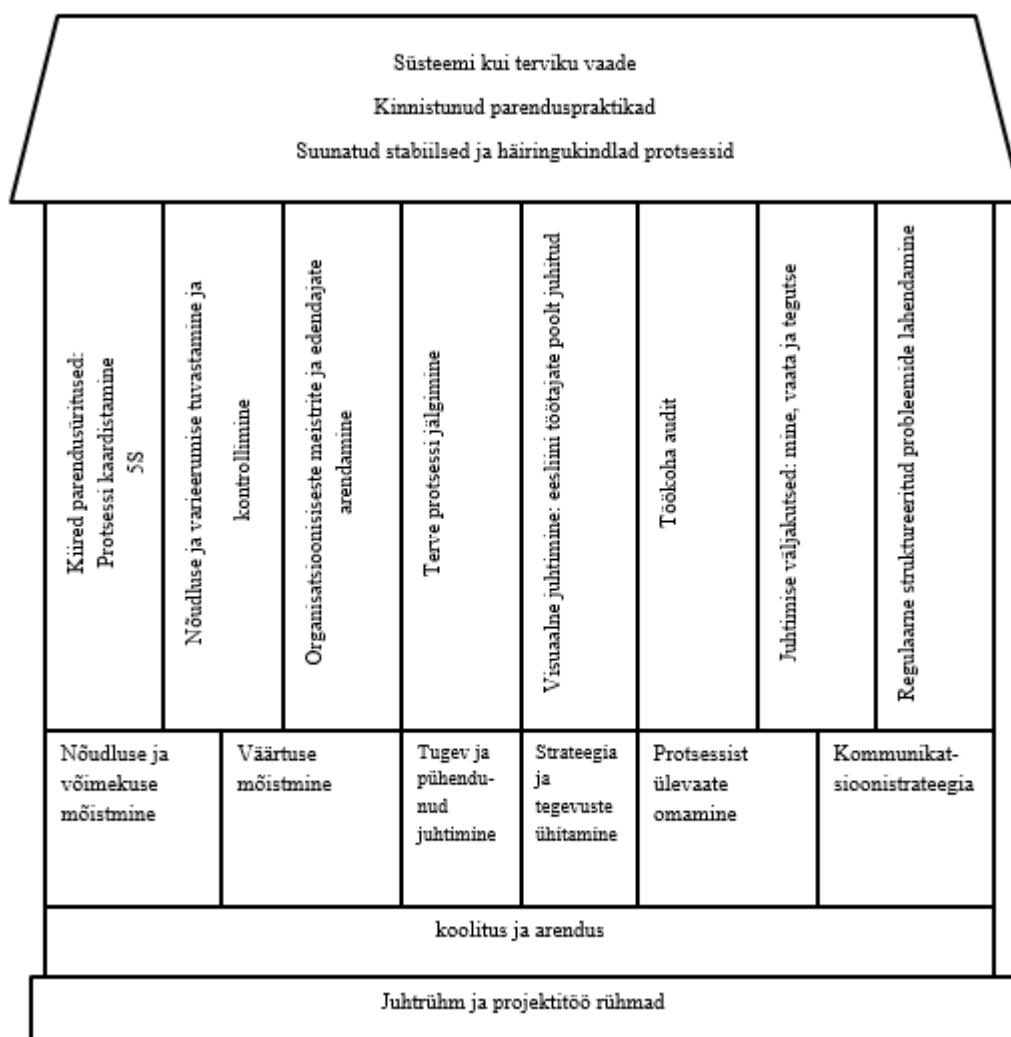 Süsteemi kui terviku vaade
Kinnistunud parenduspraktikad
Suunatud stabiilsed ja häiringukindlad protsessid
Kiired parendusüritused:
Protsessi kaardistamine
5S
Nõudluse ja varieerumise tuvastamine ja
kontrollimine
Organisatsioonisiseste meistrite ja edendajate
arendamine
Terve protsessi jälgimine
Visuaalne juhtimine: eesliini töötajate poolt juhitud
Töökoha audit
Juhtimise väljakutsed: mine, vaata ja tegutse
Regulaarne struktureeritud probleemide lahendamine
Nõudluse ja
võimekuse
mõistmine
Väärtuse
mõistmine
Tugev ja
pühendu-
nud
juhtimine
Strateegia
ja
tegevuste
ühitamine
Protsessist
ülevaate
omamine
Kommunikat-
sioonistrateegia
koolitus ja arendus
Juhtrühm ja projektitöö rühmad